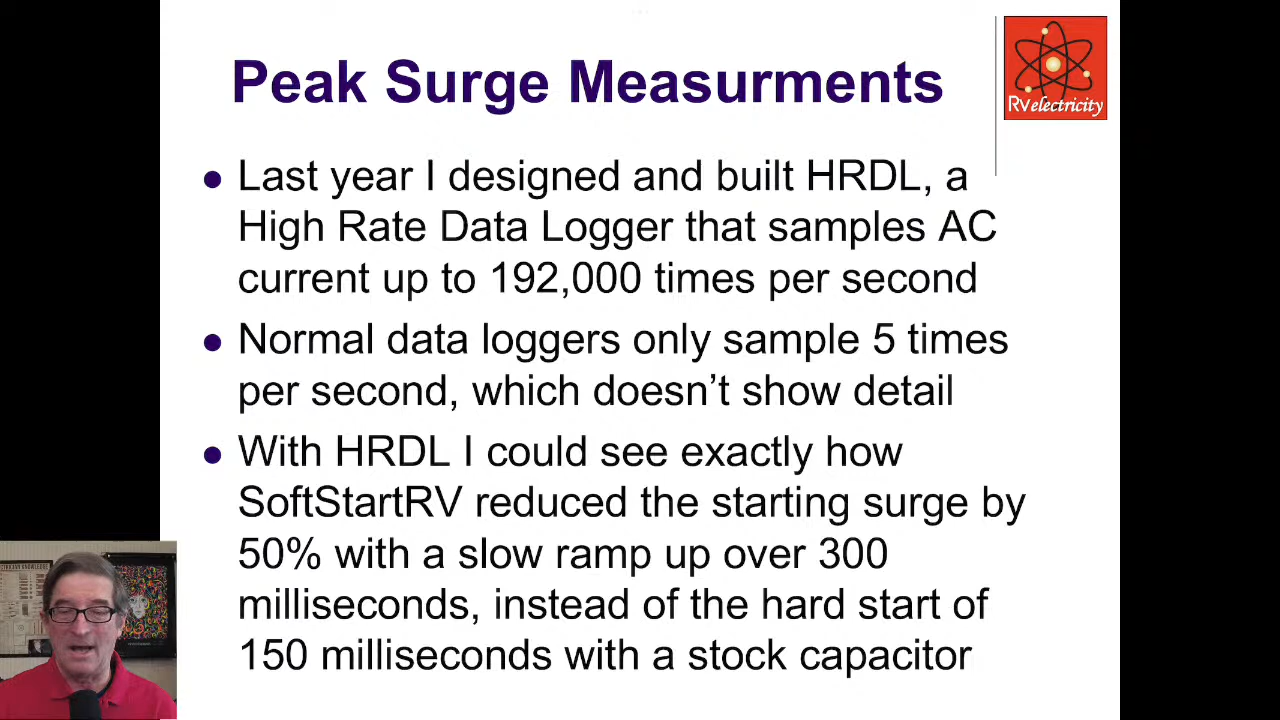 Peak Surge Measurments
RVelectricity
• Last year I designed and built HRDL, a
High Rate Data Logger that samples AC
current up to 192,000 times per second
• Normal data loggers only sample 5 times
per second, which doesn’t show detail
• With HRDL I could see exactly how
SoftStartRV reduced the starting surge by
50% with a slow ramp up over 300
milliseconds, instead of the hard start of
150 milliseconds with a stock capacitor